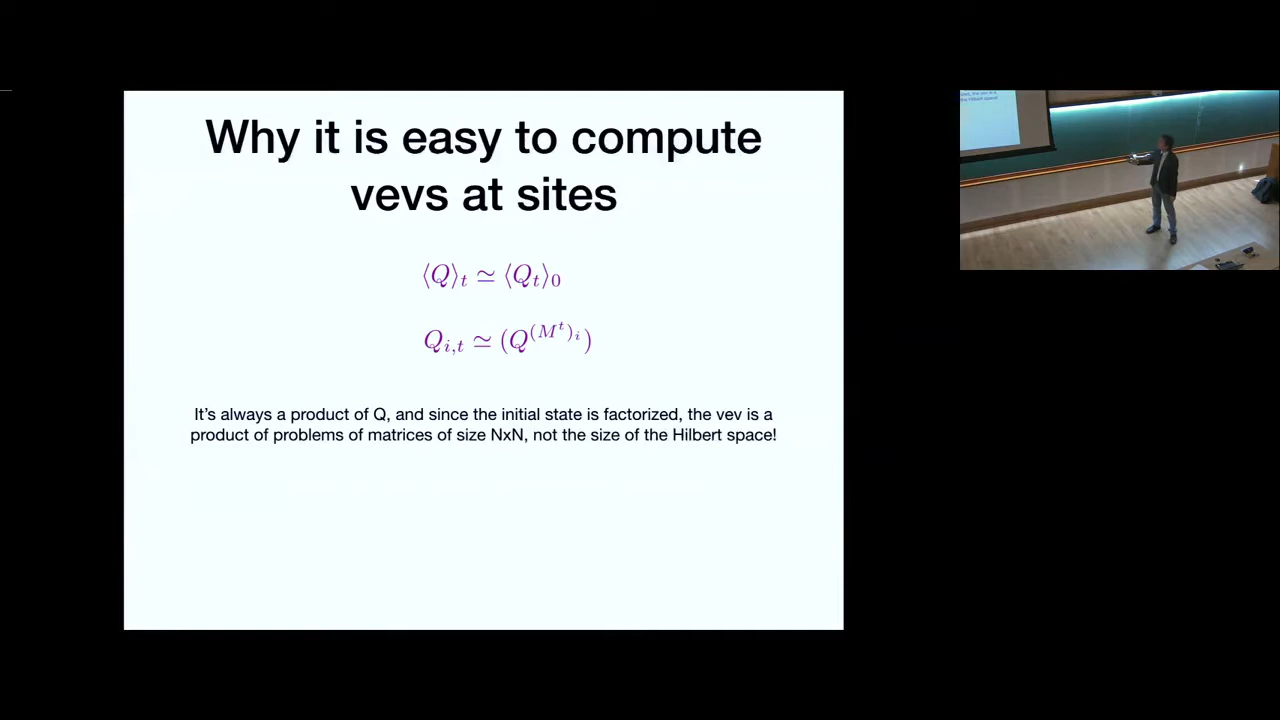 Why it is easy to compute
vevs at sites
⟨Q⟩_t ≃ ⟨Q_t⟩_0
Q_{i,t} ≃ (Q^{(M^t)_i})
It's always a product of Q, and since the initial state is factorized, the vev is a
product of problems of matrices of size NxN, not the size of the Hilbert space!